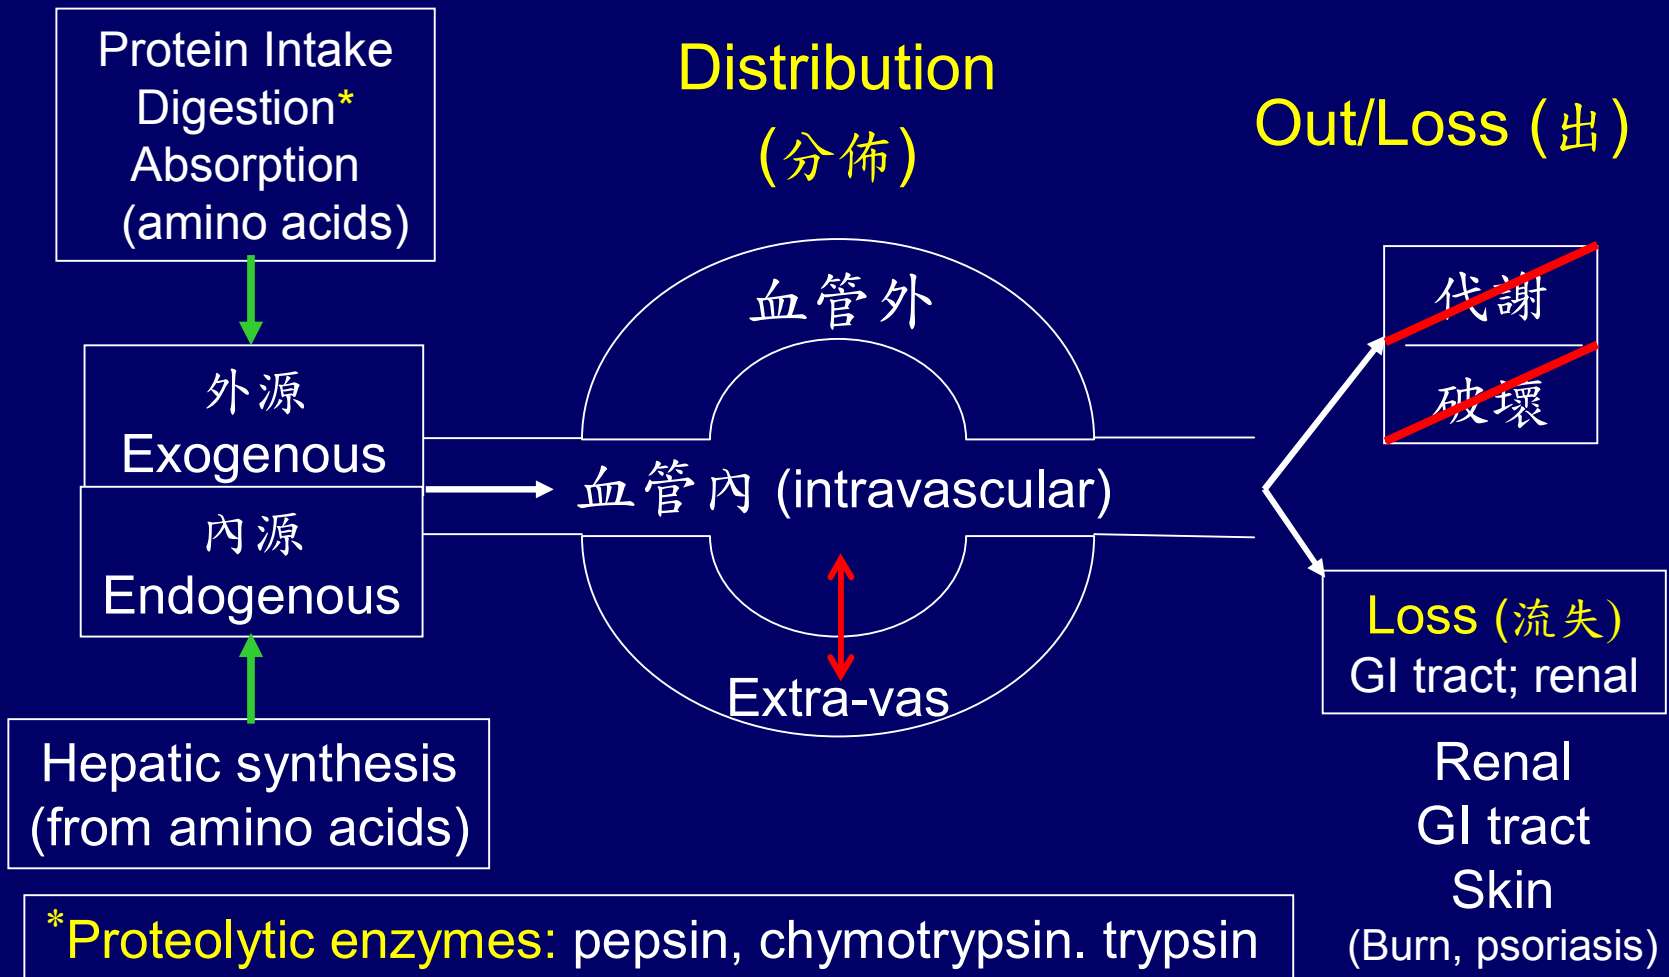 Protein Intake
Digestion*
Absorption
(amino acids)
外源
Exogenous
內源
Endogenous
Hepatic synthesis
(from amino acids)
Distribution
(分佈)
血管外
血管內 (intravascular)
Extra-vas
Out/Loss (出)
代謝
破壞
Loss (流失)
GI tract; renal
Renal
GI tract
Skin
(Burn, psoriasis)
*Proteolytic enzymes: pepsin, chymotrypsin. trypsin